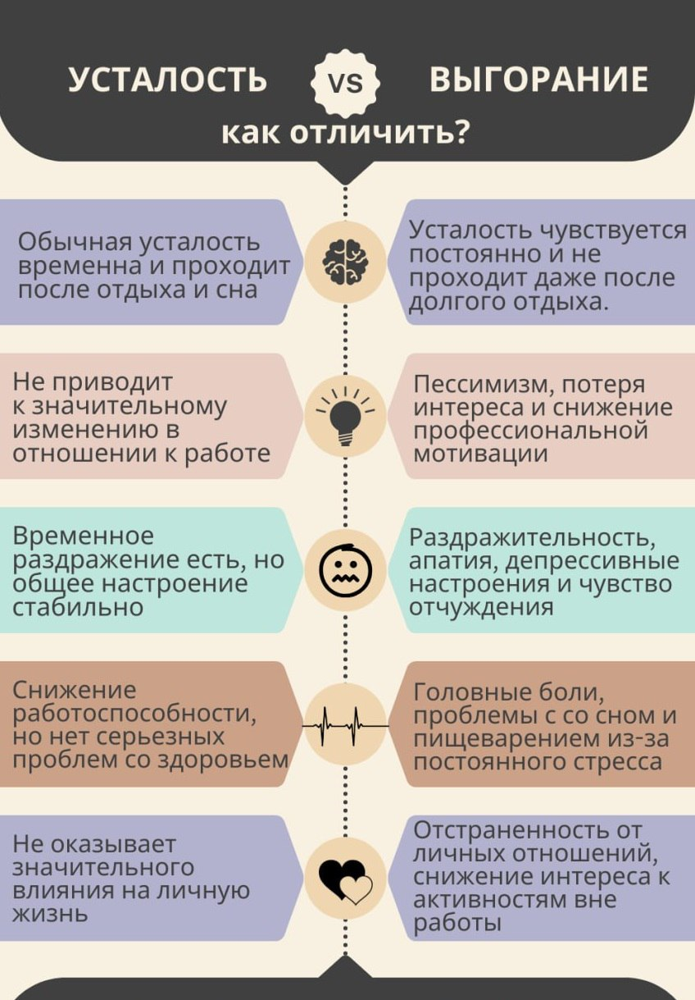 УСТАЛОСТЬ
VS
ВЫГОРАНИЕ
как отличить?
Обычная усталость
временна и проходит
после отдыха и сна
Усталость чувствуется
постоянно и не
проходит даже после
долгого отдыха.
Не приводит
к значительному
изменению в
отношении к работе
Пессимизм, потеря
интереса и снижение
профессиональной
мотивации
Временное
раздражение есть, но
общее настроение
стабильно
Раздражительность,
апатия, депрессивные
настроения и чувство
отчуждения
Снижение
работоспособности,
но нет серьезных
проблем со здоровьем
Головные боли,
проблемы с со сном и
пищеварением из-за
постоянного стресса
Не оказывает
значительного
влияния на личную
жизнь
Отстраненность от
личных отношений,
снижение интереса к
активностям вне
работы